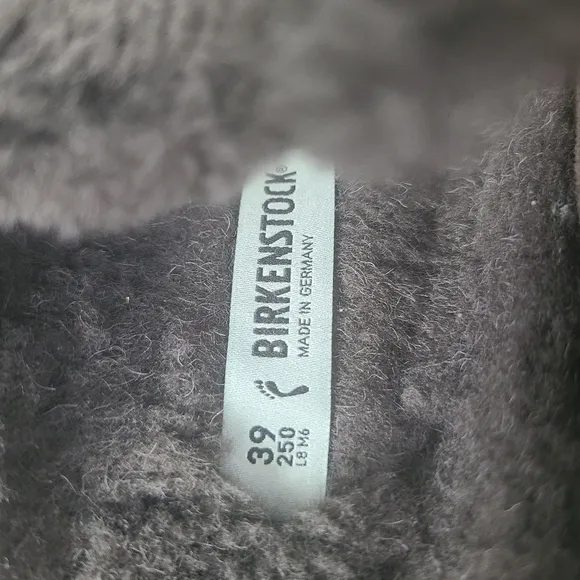 BIRKENSTOCK®
MADE IN GERMANY
39
250
L8 M6